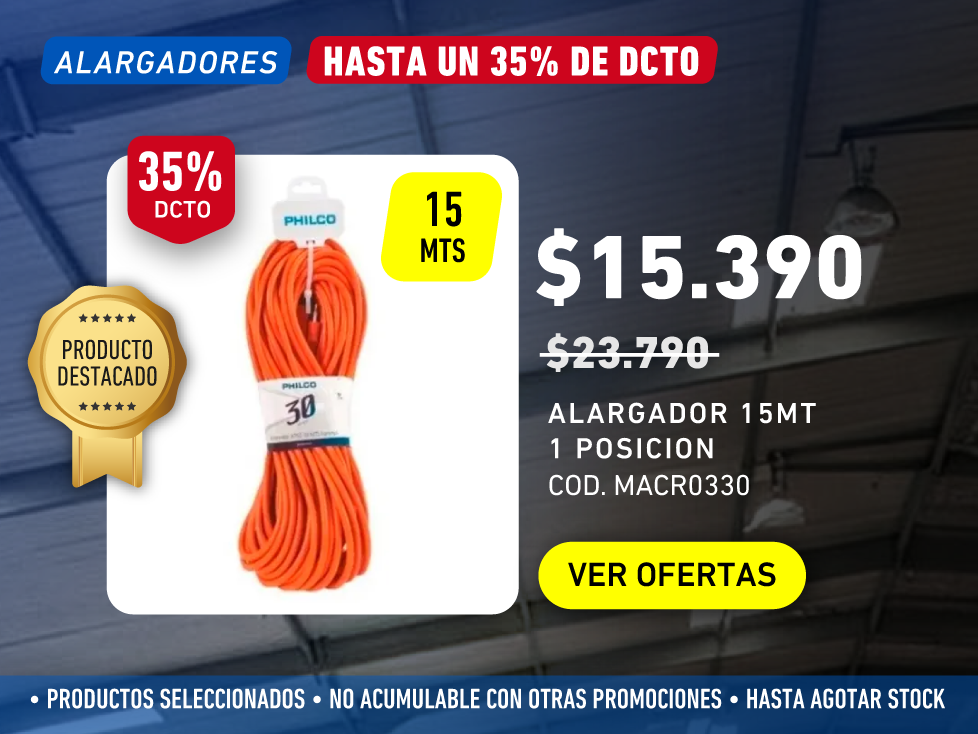 ALARGADORES
HASTA UN 35% DE DCTO
35%
DCTO
15
MTS
PHILCO
PHILCO
30
PRODUCTO
DESTACADO
$15.390
$23.790
ALARGADOR 15MT
1 POSICION
COD. MACR0330
VER OFERTAS
• PRODUCTOS SELECCIONADOS • NO ACUMULABLE CON OTRAS PROMOCIONES • HASTA AGOTAR STOCK